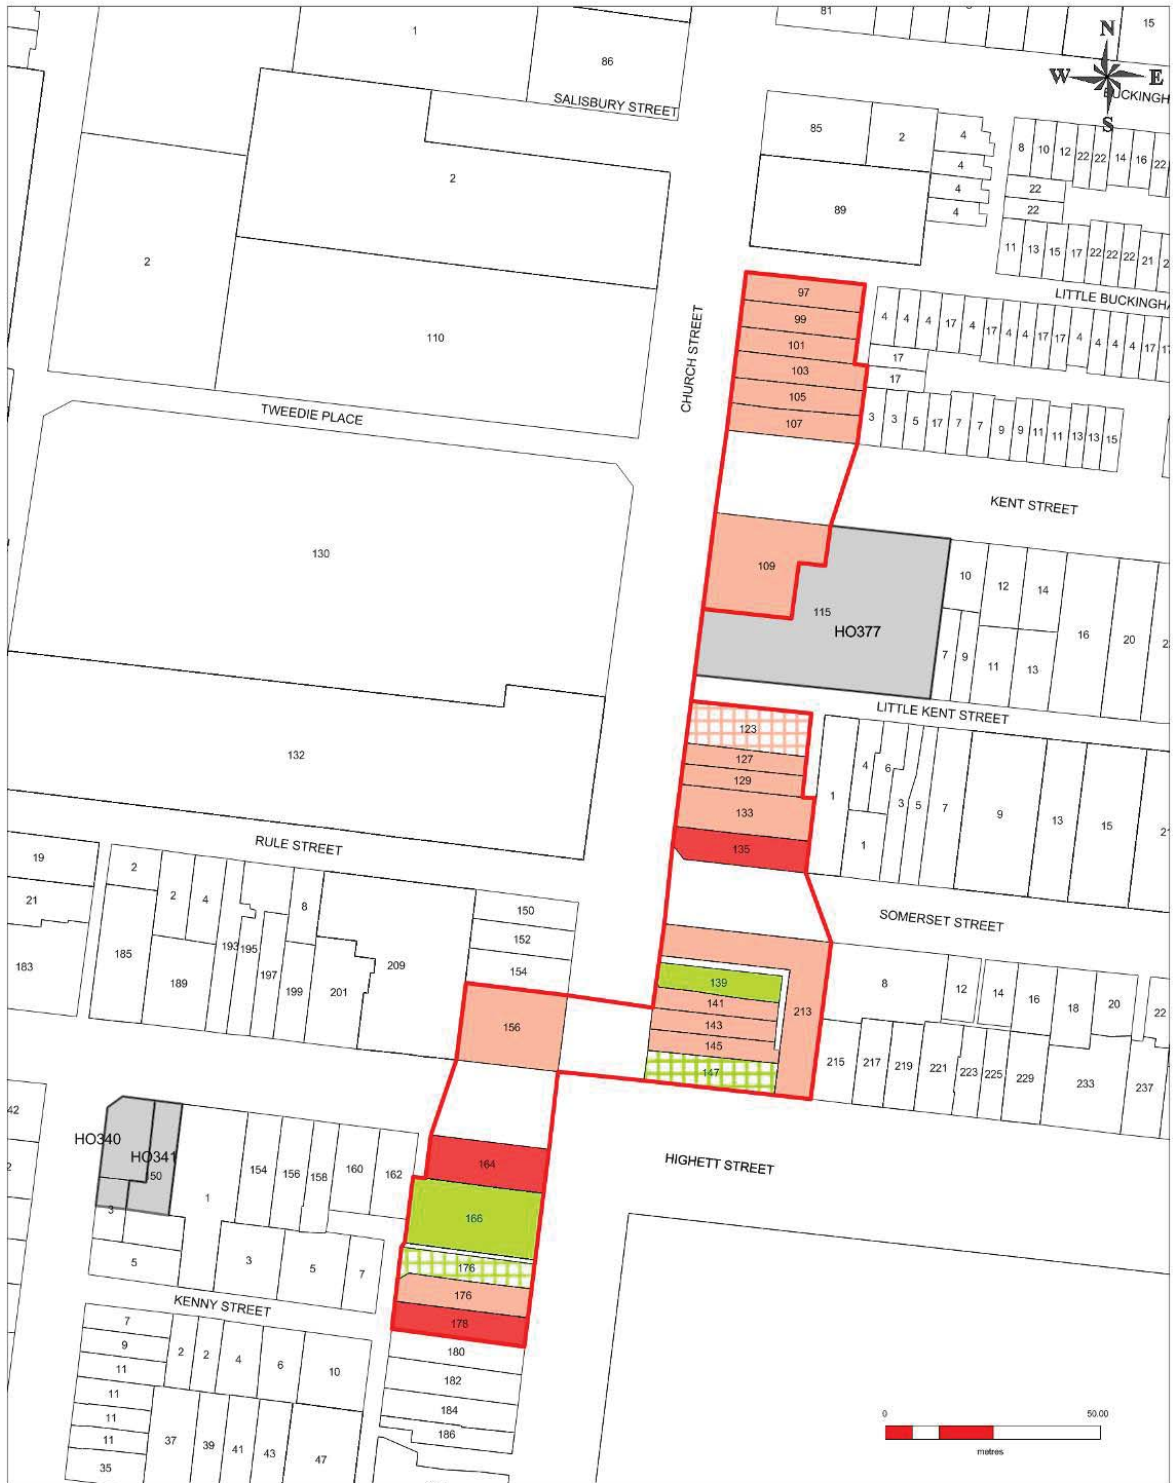 1
81
15
86
N
W E
S
SALISBURY STREET
BUCKINGH
85
2
4
4
4
4
8 10 12 22 22 14 16 22
22
22
2
89
2
11 13 15 17 22 22 22 21 2
LITTLE BUCKINGHA
110
97
99
101
103
105
107
4 4 4 17 4 17 4 4 17 17 4 4 4 4 17 17
17
17
CHURCH STREET
TWEEDIE PLACE
3 3 5 17 7 7 9 9 11 11 13 13 15
KENT STREET
130
109
115
HO377
10 12 14
16 20 2
7 9 11 13
LITTLE KENT STREET
132
123
127
129
133
135
1
4 6
3 5 7
9 13 15 21
1
RULE STREET
19
21
183
2
2 4
185
189
193 195
197
199
8
201
209
150
152
154
156
SOMERSET STREET
139
141
143
145
147
213
8 12 14 16 18 20 22
215 217 219 221 223 225 229 233 237
42
2
HO340
HO341
150
3
5
1
154 156 158 160 162
3 5 7
164
166
176
176
178
HIGHETT STREET
KENNY STREET
7
9
11
11
11
11
35
2 2 4 6 10
37 39 41 43 47
180
182
184
186
0 50.00
metres